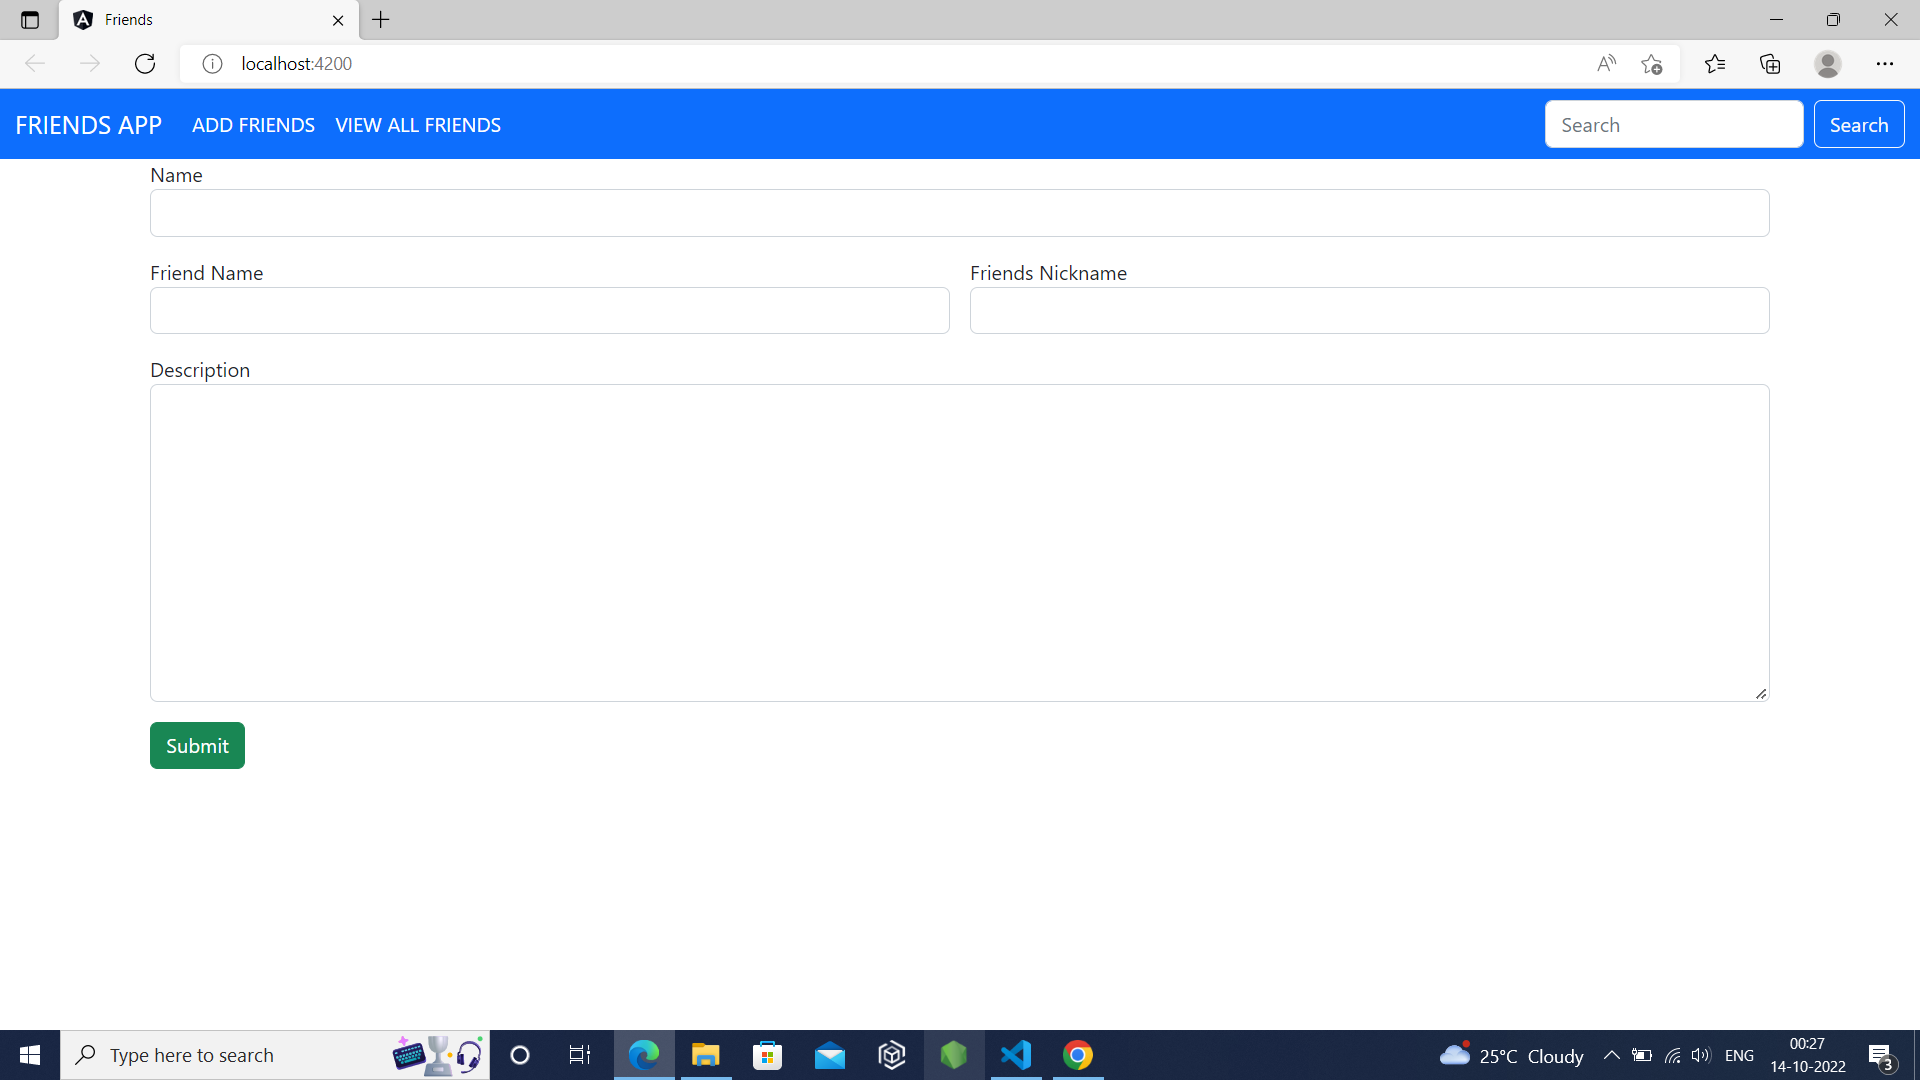 Friends
localhost:4200
FRIENDS APP ADD FRIENDS VIEW ALL FRIENDS Search Search
Name
Friend Name Friends Nickname
Description
Submit
Type here to search 25°C Cloudy ENG 00:27
14-10-2022 3